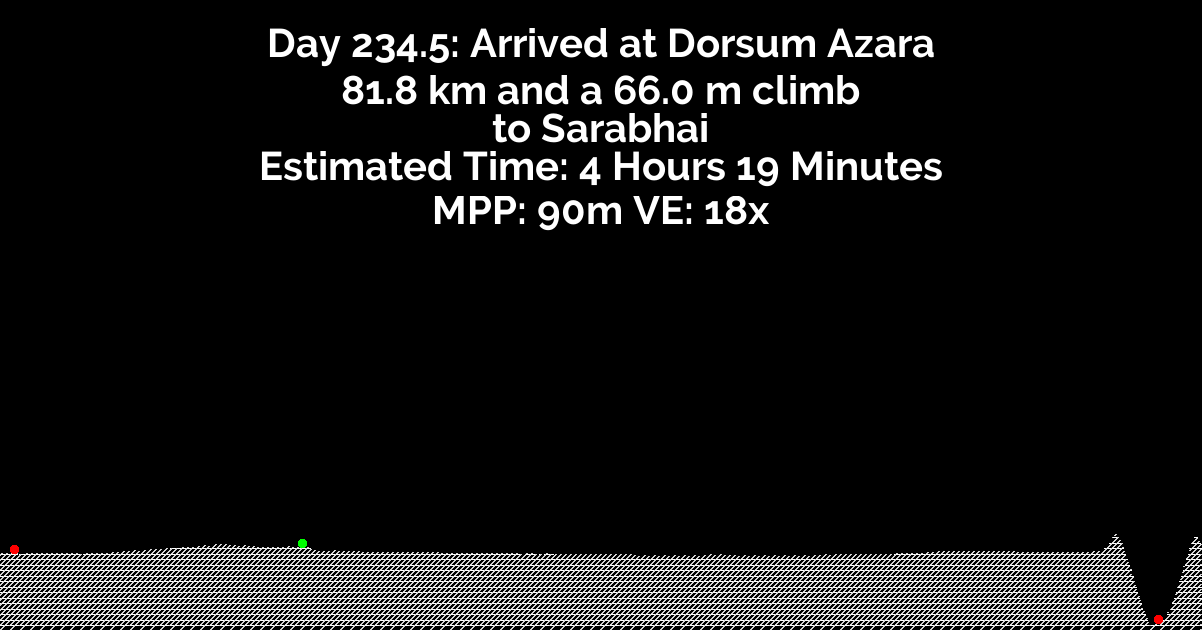 Day 234.5: Arrived at Dorsum Azara
81.8 km and a 66.0 m climb
to Sarabhai
Estimated Time: 4 Hours 19 Minutes
MPP: 90m VE: 18x